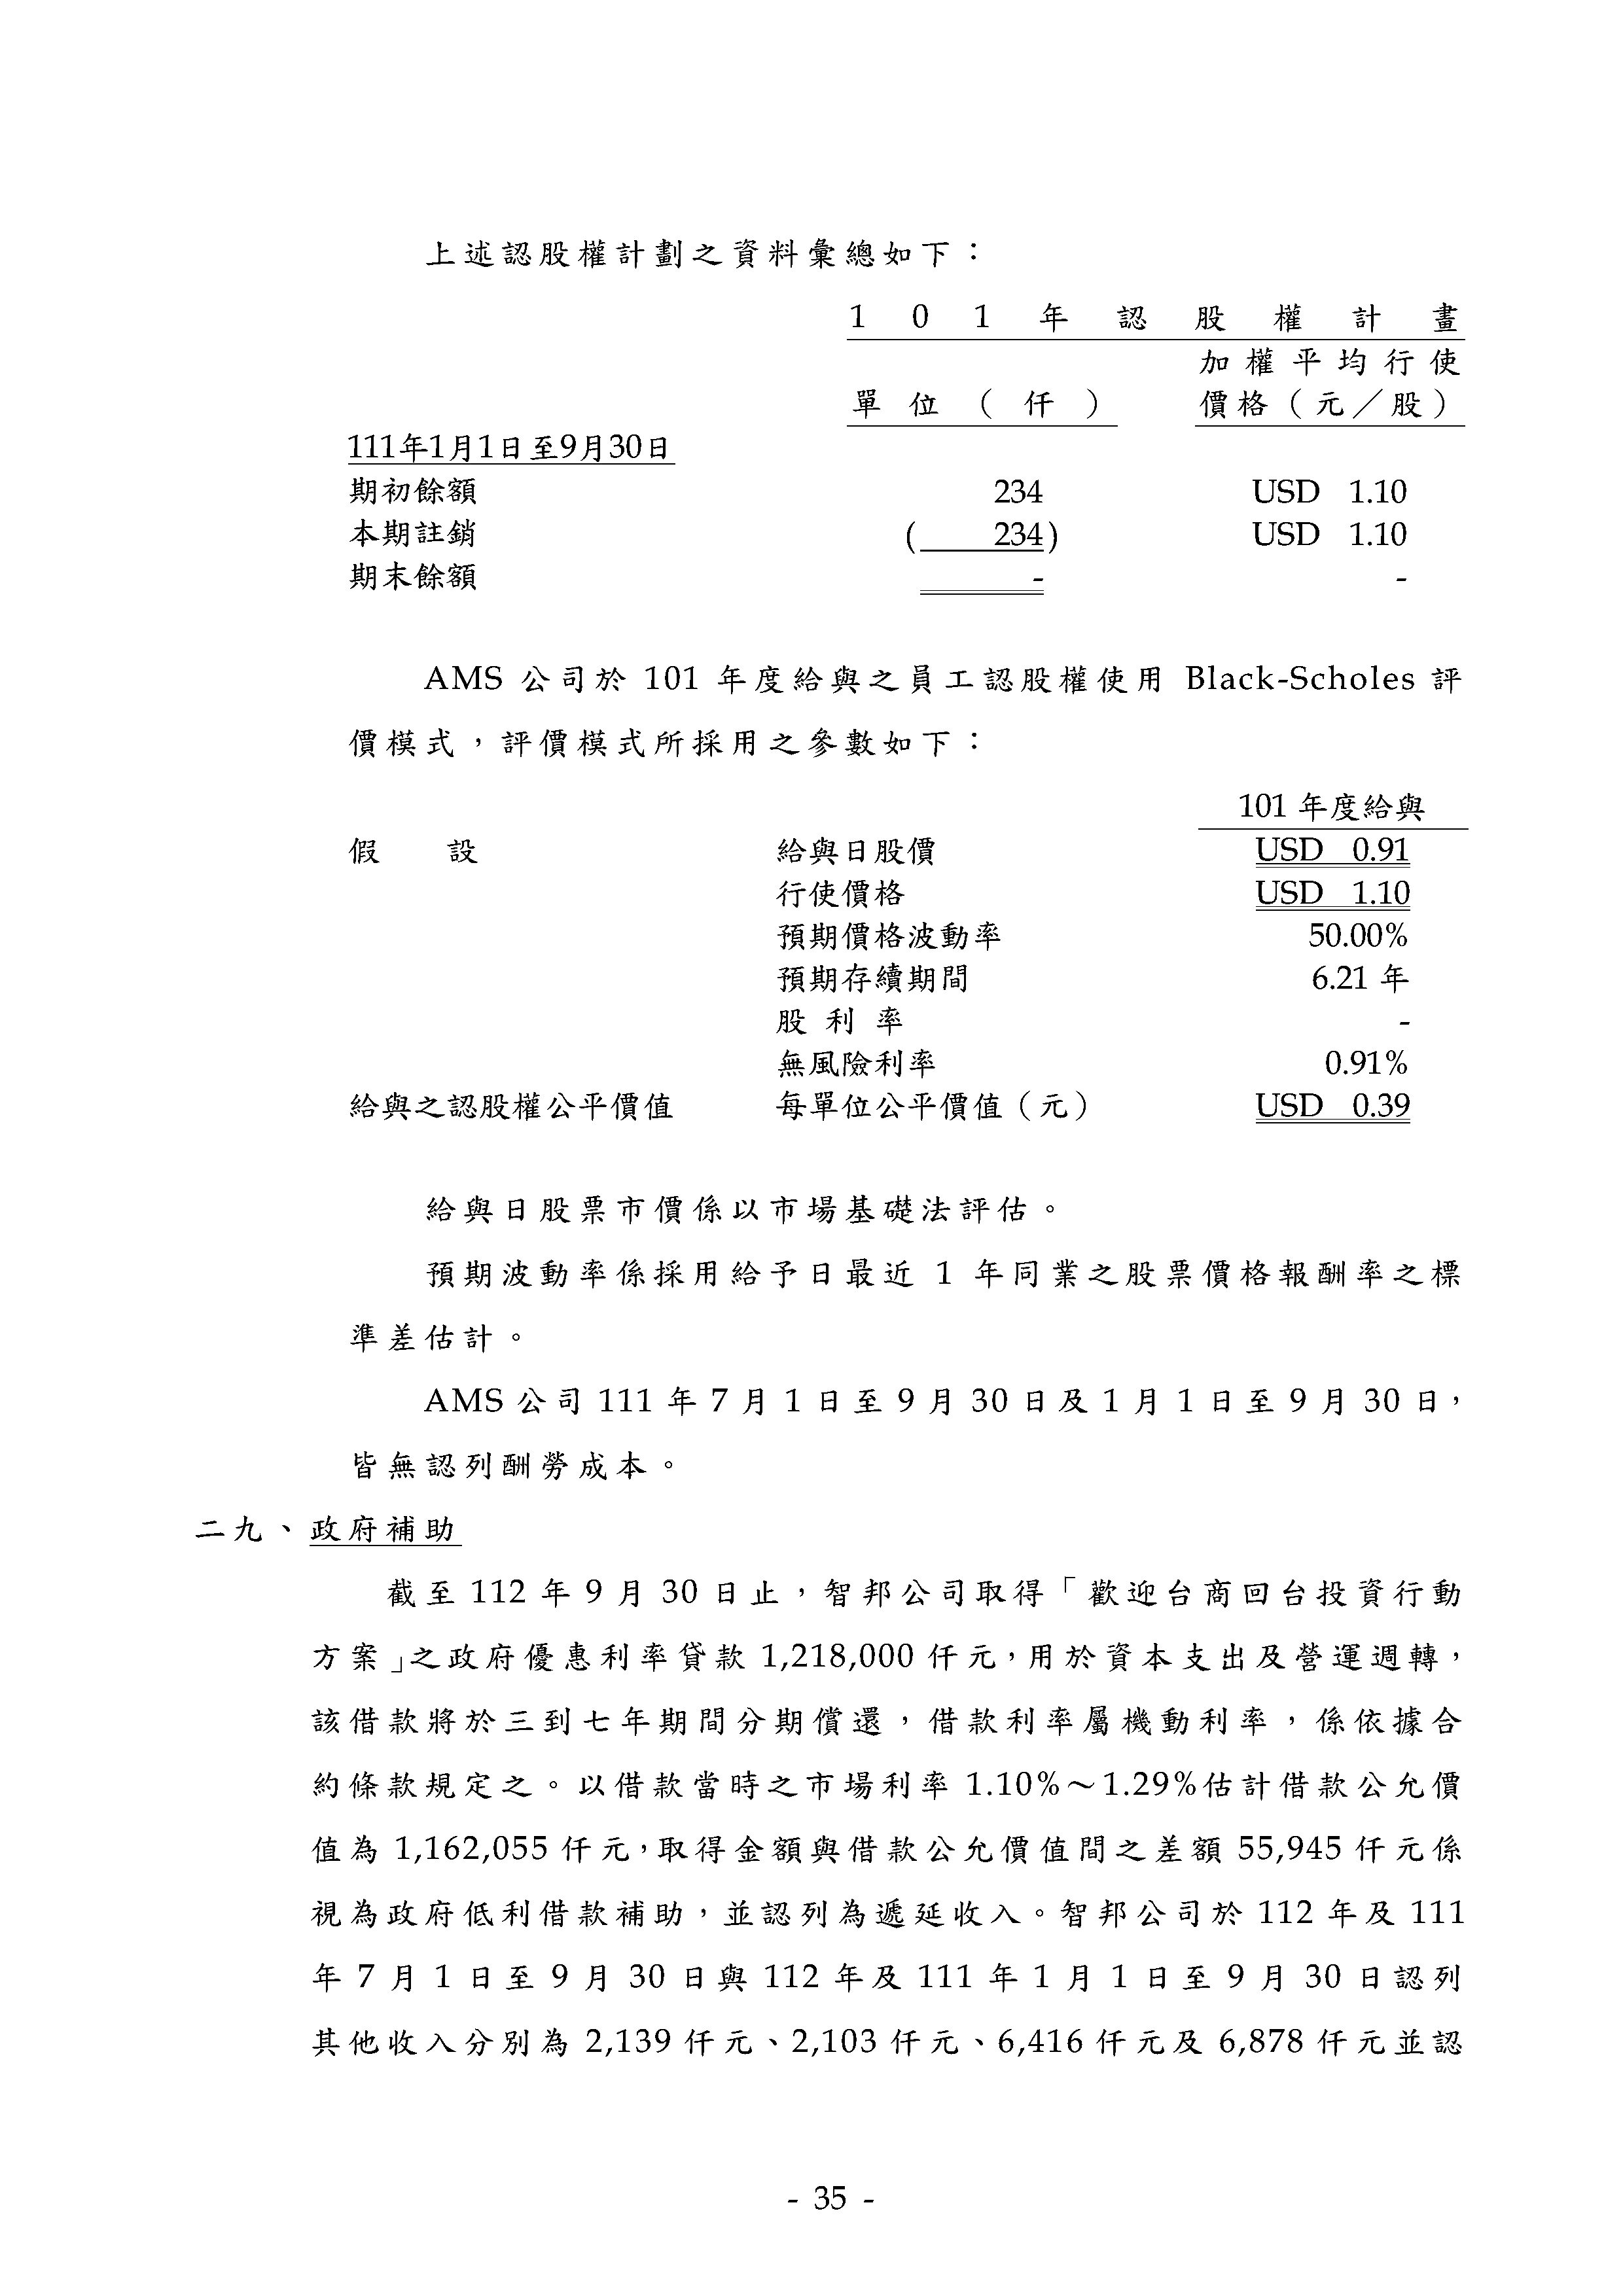 上述認股權計劃之資料彙總如下：
101年認股權計畫
加權平均行使
單位（仟） 價格（元／股）
111年1月1日至9月30日
期初餘額 234 USD 1.10
本期註銷 ( 234) USD 1.10
期末餘額 - -
AMS 公司於 101 年度給與之員工認股權使用 Black-Scholes 評
價模式，評價模式所採用之參數如下：
101 年度給與
假 設 給與日股價 USD 0.91
行使價格 USD 1.10
預期價格波動率 50.00%
預期存續期間 6.21 年
股利率 -
無風險利率 0.91%
給與之認股權公平價值 每單位公平價值（元） USD 0.39
給與日股票市價係以市場基礎法評估。
預期波動率係採用給予日最近 1 年同業之股票價格報酬率之標
準差估計。
AMS 公司 111 年 7 月 1 日至 9 月 30 日及 1 月 1 日至 9 月 30 日，
皆無認列酬勞成本。
二九、政府補助
截至 112 年 9 月 30 日止，智邦公司取得「歡迎台商回台投資行動
方案」之政府優惠利率貸款 1,218,000 仟元，用於資本支出及營運週轉，
該借款將於三到七年期間分期償還，借款利率屬機動利率，係依據合
約條款規定之。以借款當時之市場利率 1.10%～1.29%估計借款公允價
值為 1,162,055 仟元，取得金額與借款公允價值間之差額 55,945 仟元係
視為政府低利借款補助，並認列為遞延收入。智邦公司於 112 年及 111
年 7 月 1 日至 9 月 30 日與 112 年及 111 年 1 月 1 日至 9 月 30 日認列
其他收入分別為 2,139 仟元、2,103 仟元、6,416 仟元及 6,878 仟元並認
- 35 -